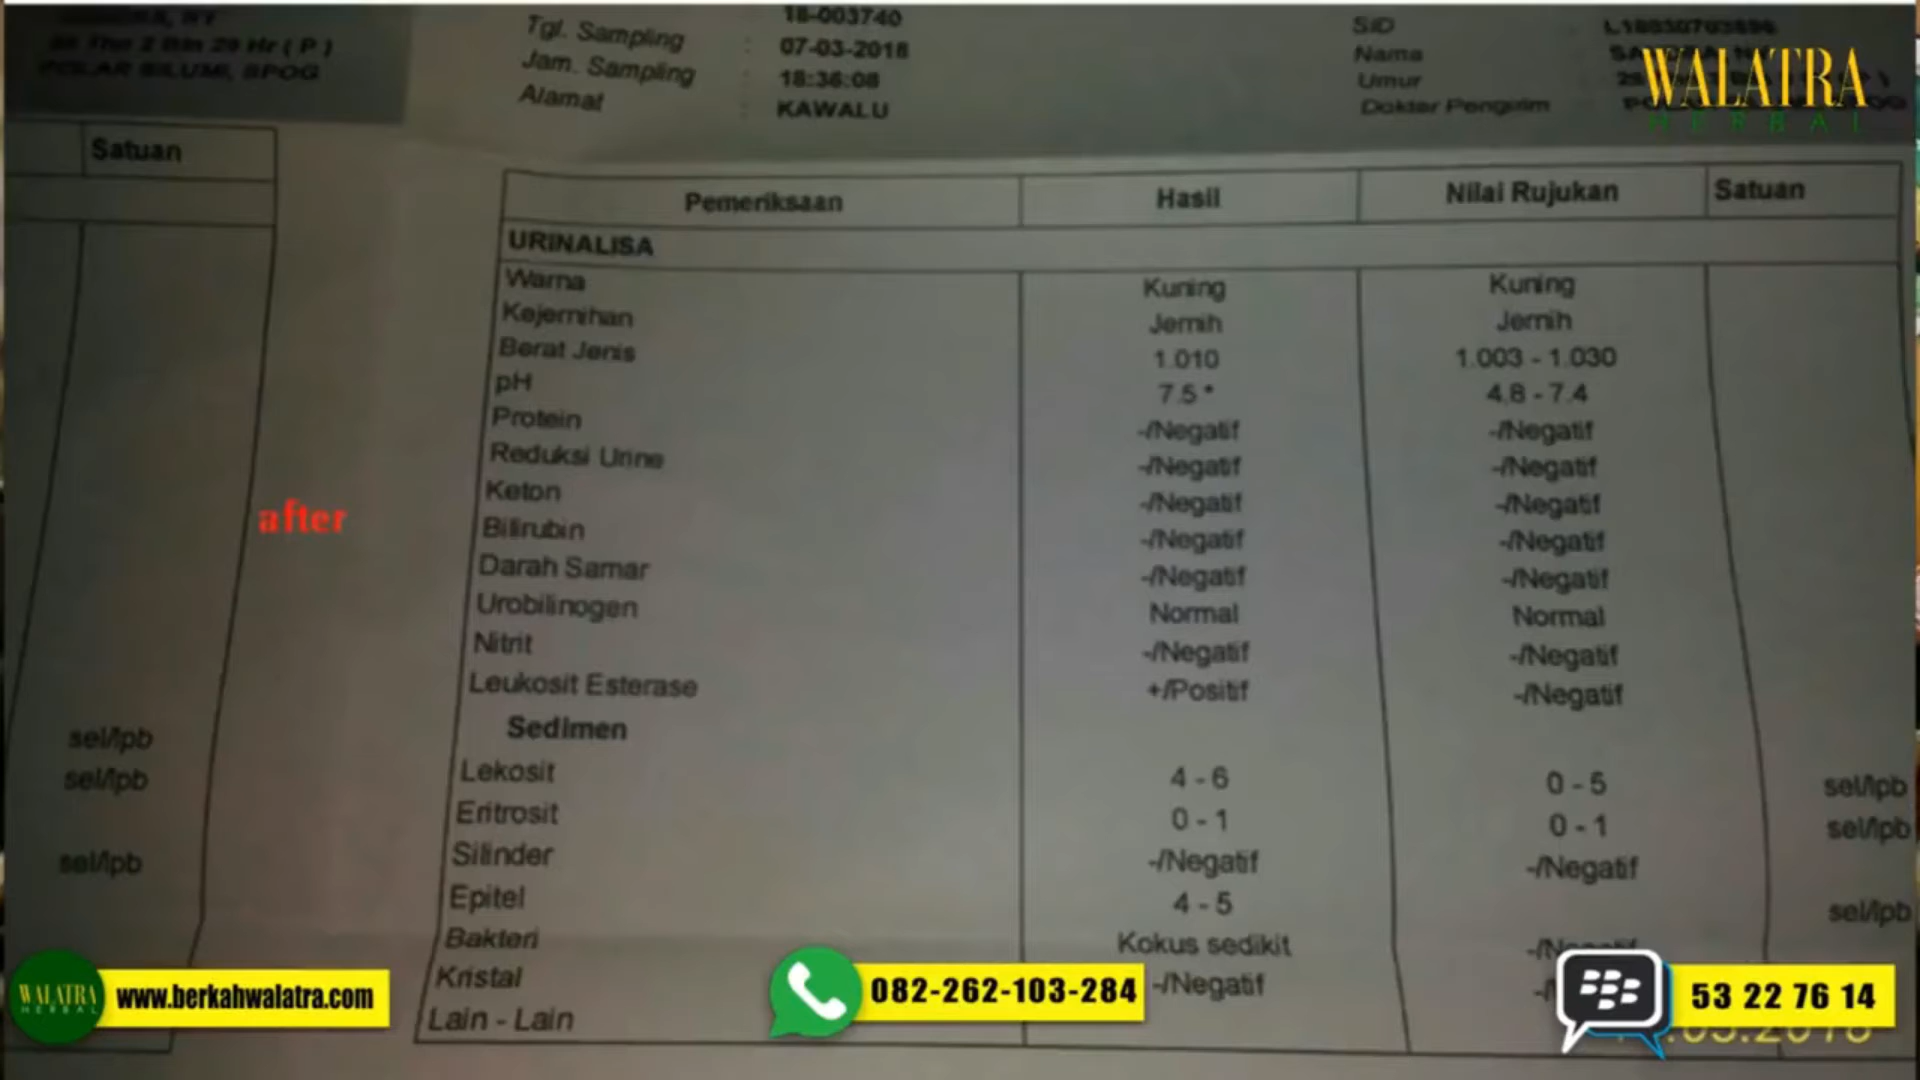 18-003740
Tgl. Sampling : 07-03-2018
Jam. Sampling : 18:36:08
Alamat : KAWALU
SID
Nama
Umur
Dokter Pengirim
WALATRA
HERBAL
Satuan
Pemeriksaan Hasil Nilai Rujukan Satuan
URINALISA
Warna Kuning Kuning
Kejernihan Jernih Jernih
Berat Jenis 1.010 1.003 - 1.030
pH 7.5 * 4.8 - 7.4
Protein -/Negatif -/Negatif
Reduksi Urine -/Negatif -/Negatif
Keton -/Negatif -/Negatif
Bilirubin -/Negatif -/Negatif
Darah Samar -/Negatif -/Negatif
Urobilinogen Normal Normal
Nitrit -/Negatif -/Negatif
Leukosit Esterase +/Positif -/Negatif
after
Sedimen
Lekosit 4 - 6 0 - 5 sel/lpb
Eritrosit 0 - 1 0 - 1 sel/lpb
Silinder -/Negatif -/Negatif
Epitel 4 - 5 sel/lpb
Bakteri Kokus sedikit
Kristal -/Negatif
Lain - Lain
sel/lpb
sel/lpb
sel/lpb
WALATRA
HERBAL
www.berkahwalatra.com
082-262-103-284
53 22 76 14